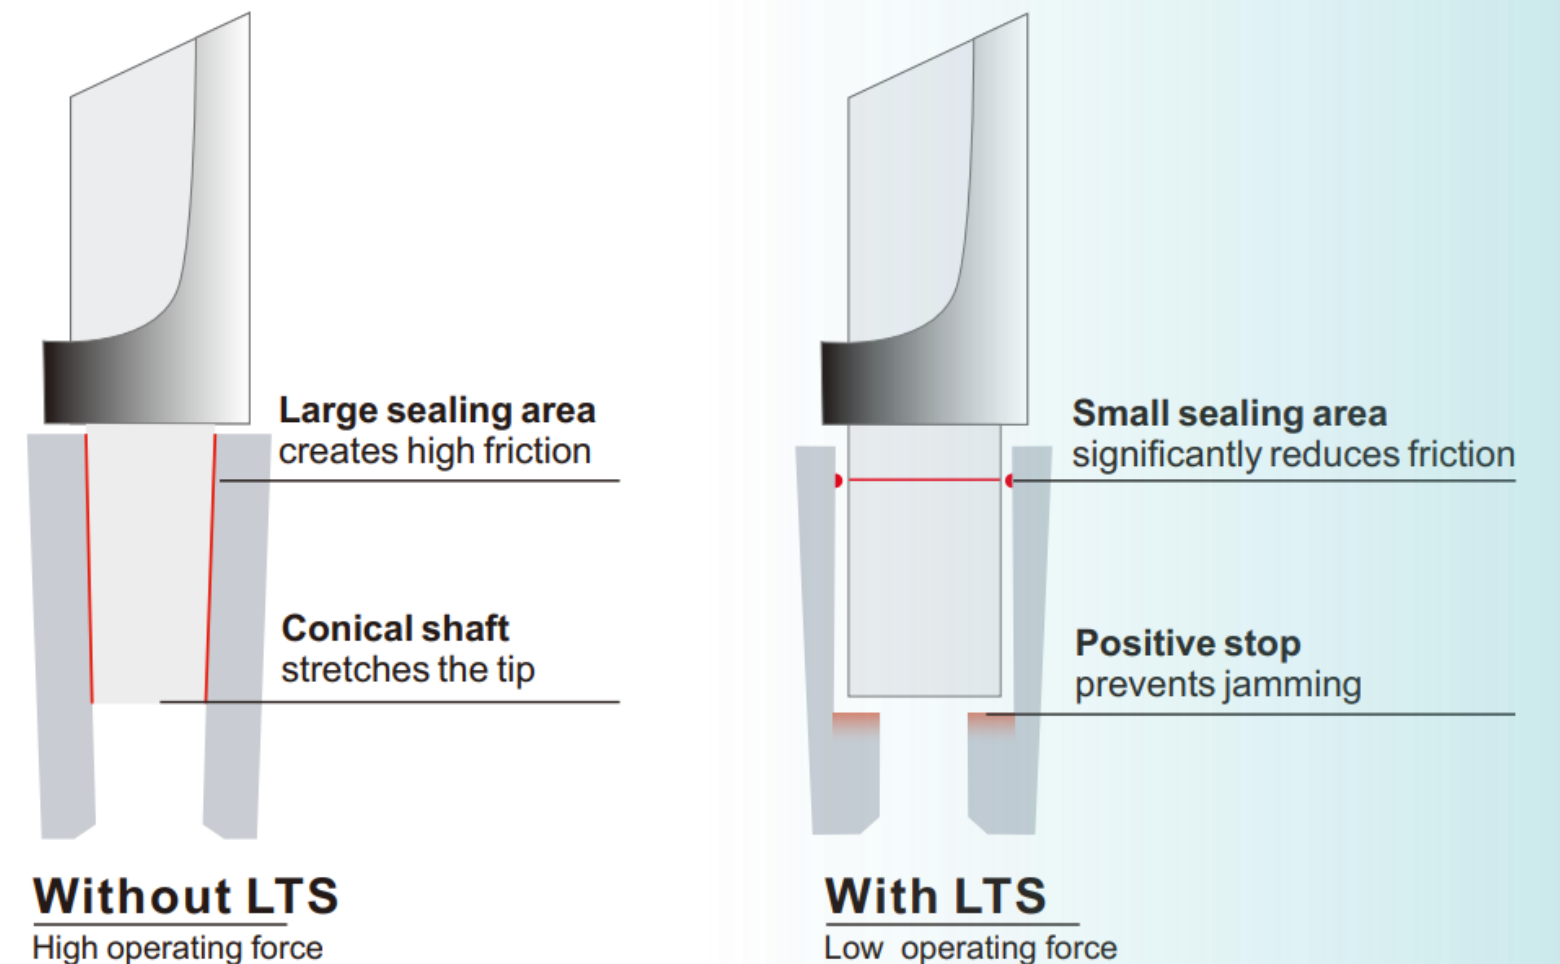 Large sealing area
creates high friction
Conical shaft
stretches the tip
Without LTS
High operating force
Small sealing area
significantly reduces friction
Positive stop
prevents jamming
With LTS
Low operating force